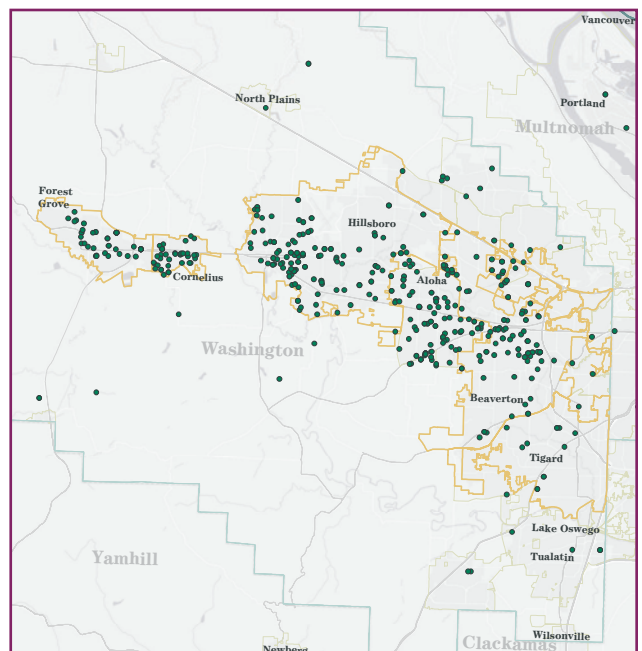 Vancouver
North Plains
Portland
Multnomah
Forest
Grove
Hillsboro
Cornelius
Aloha
Washington
Beaverton
Tigard
Lake Oswego
Yamhill
Tualatin
Wilsonville
Clackamas
Newberg